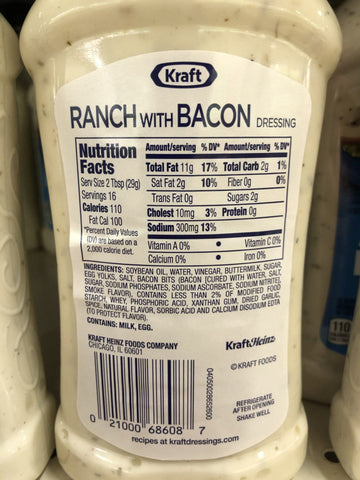 Kraft
RANCH WITH BACON DRESSING
Nutrition Facts
Serv Size 2 Tbsp (29g)
Servings 16
Calories 110
Fat Cal 100
*Percent Daily Values
(DV) are based on a
2,000 calorie diet.
Amount/serving % DV* Amount/serving % DV*
Total Fat 11g 17% Total Carb 2g 1%
Sat Fat 2g 10% Fiber 0g 0%
Trans Fat 0g Sugars 2g
Cholest 10mg 3% Protein 0g
Sodium 300mg 13%
Vitamin A 0% • Vitamin C 0%
Calcium 0% • Iron 0%
INGREDIENTS: SOYBEAN OIL, WATER, VINEGAR, BUTTERMILK, SUGAR,
EGG YOLKS, SALT, BACON BITS (BACON [CURED WITH WATER, SALT,
SUGAR, SODIUM PHOSPHATES, SODIUM ASCORBATE, SODIUM NITRITE],
SMOKE FLAVOR), CONTAINS LESS THAN 2% OF MODIFIED FOOD
STARCH, WHEY, PHOSPHORIC ACID, XANTHAN GUM, DRIED GARLIC,
SPICE, NATURAL FLAVOR, SORBIC ACID AND CALCIUM DISODIUM EDTA
(TO PROTECT FLAVOR).
CONTAINS: MILK, EGG.
KRAFT HEINZ FOODS COMPANY
CHICAGO, IL 60601
KraftHeinz
© KRAFT FOODS
0 21000 68608 7
REFRIGERATE
AFTER OPENING
SHAKE WELL
recipes at kraftdressings.com
110